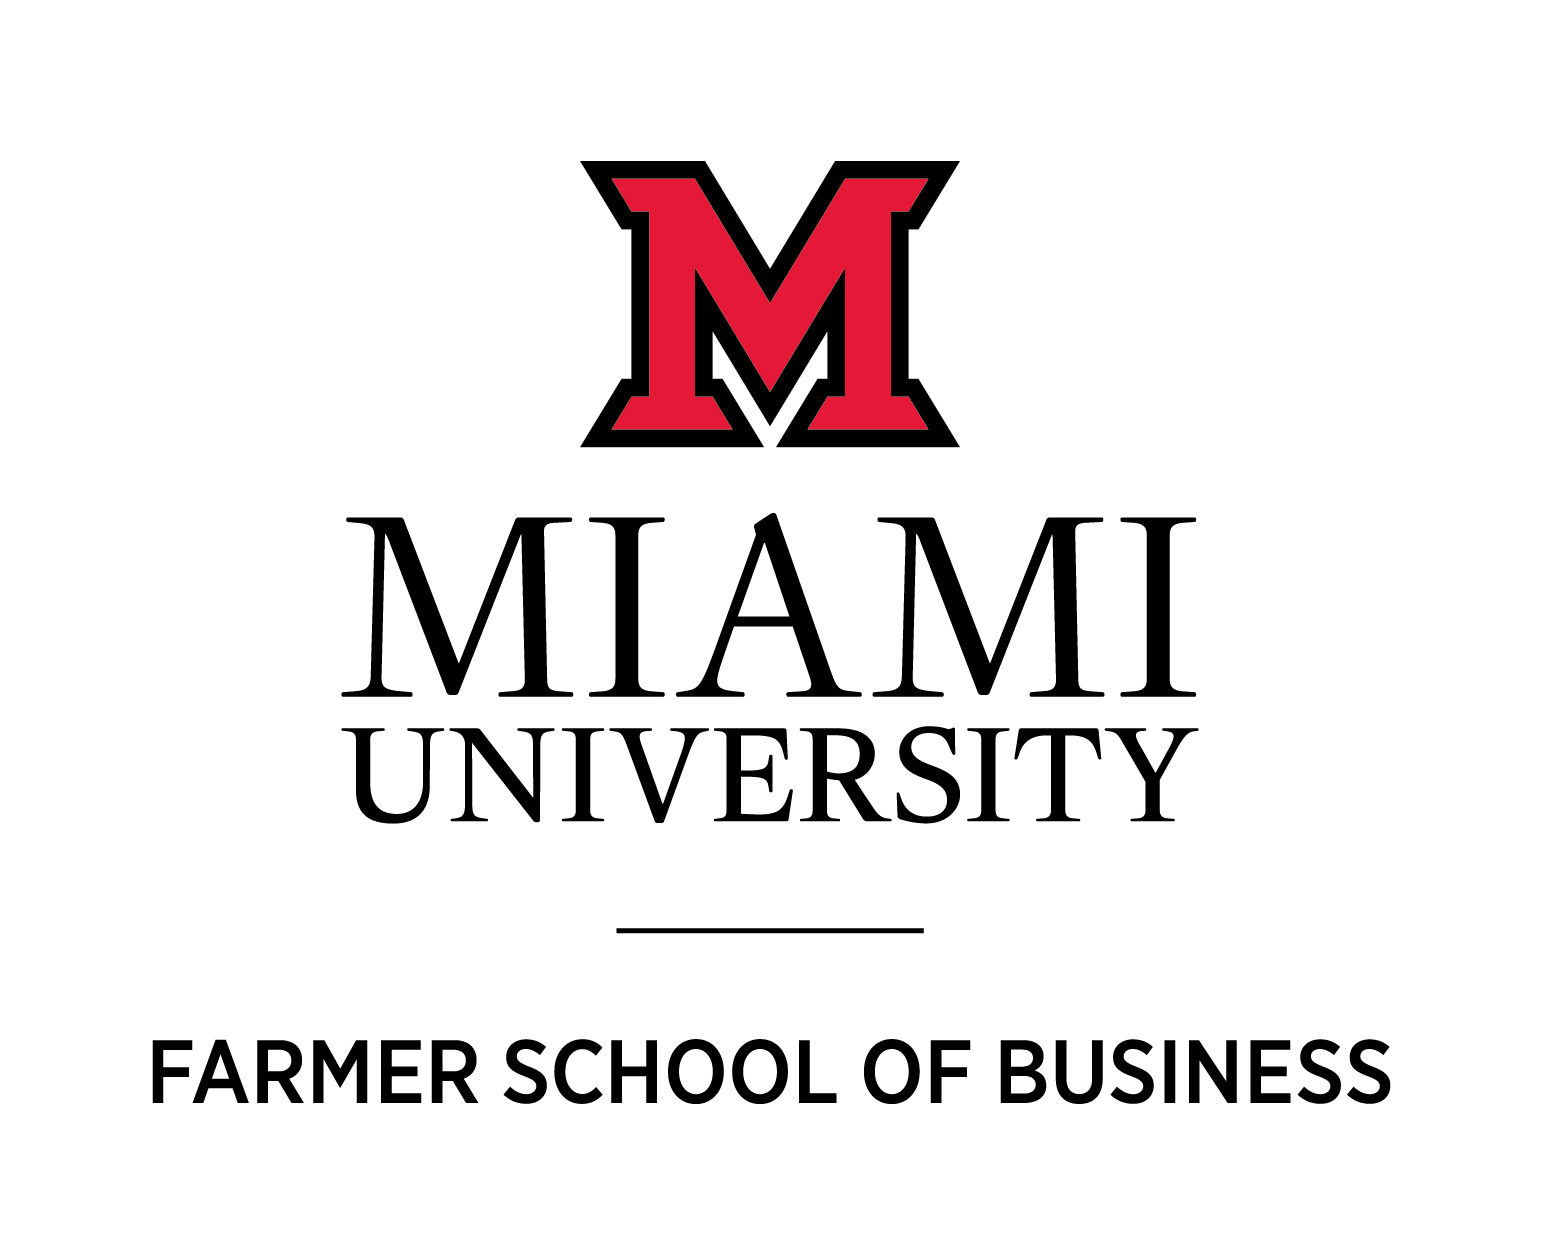 M
MIAMI
UNIVERSITY
FARMER SCHOOL OF BUSINESS